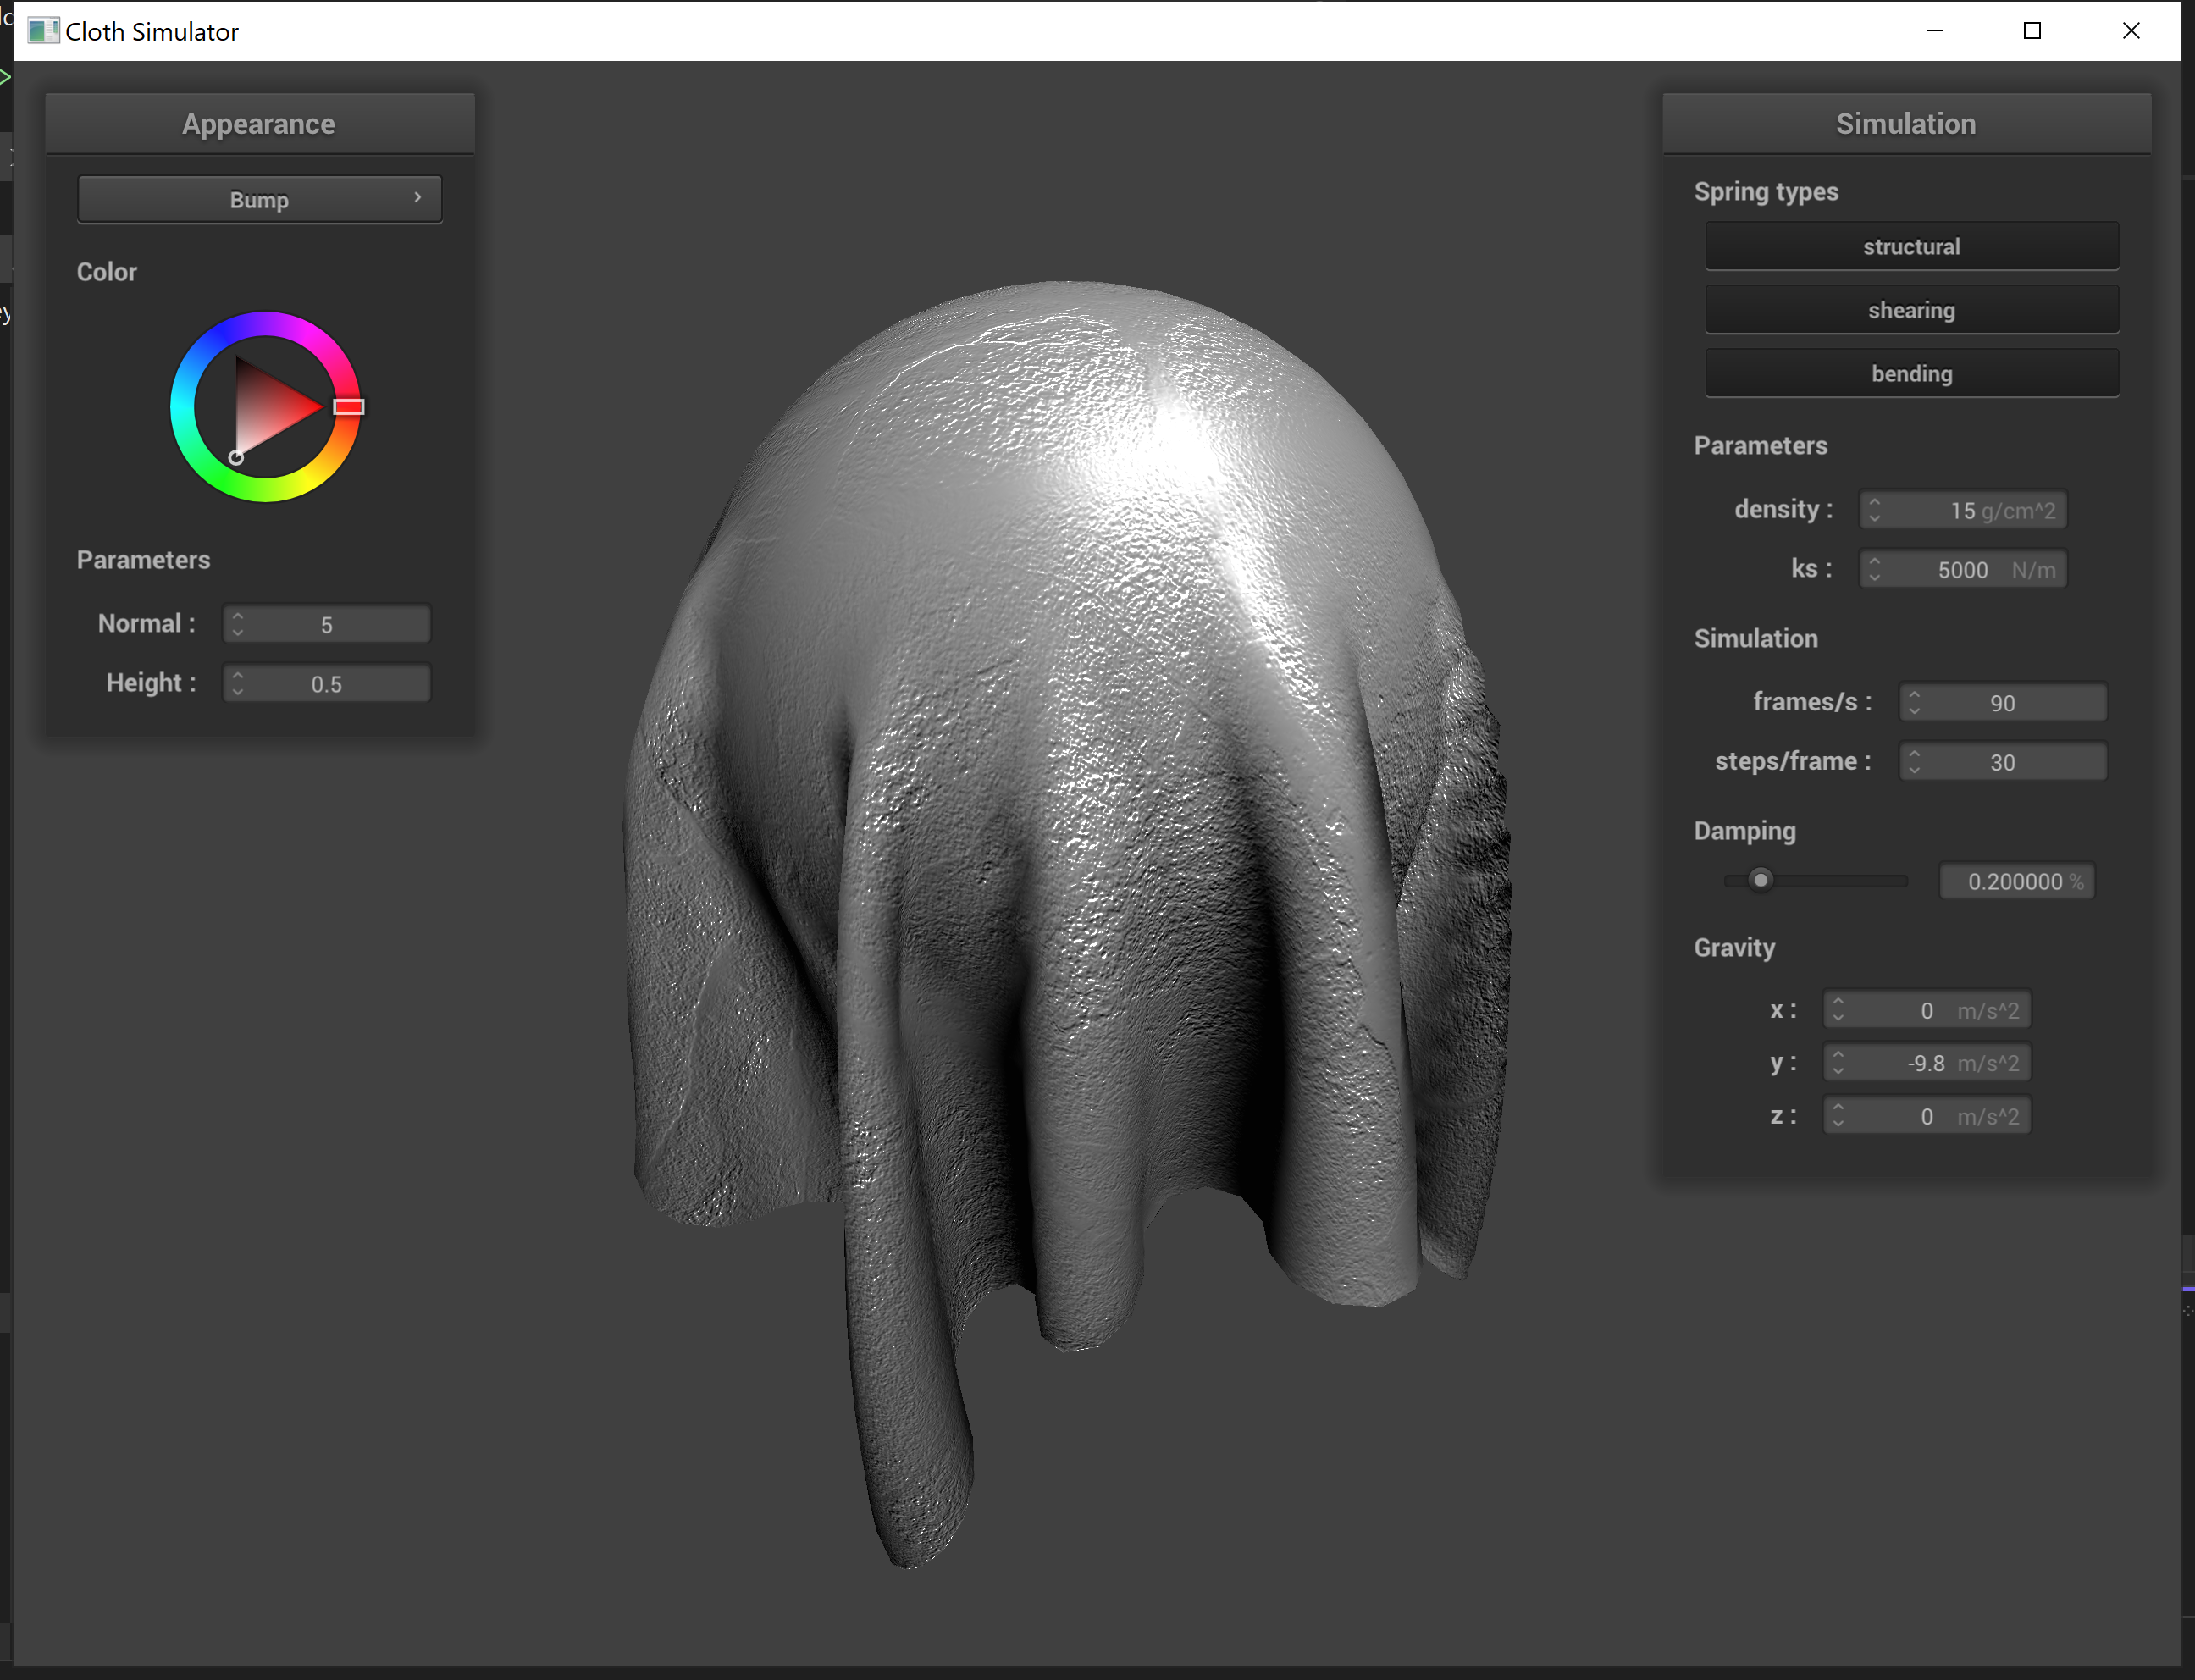 Cloth Simulator
Appearance
Bump
Color
Parameters
Normal : 5
Height : 0.5
Simulation
Spring types
structural
shearing
bending
Parameters
density : 15 g/cm^2
ks : 5000 N/m
Simulation
frames/s : 90
steps/frame : 30
Damping
0.200000 %
Gravity
x : 0 m/s^2
y : -9.8 m/s^2
z : 0 m/s^2